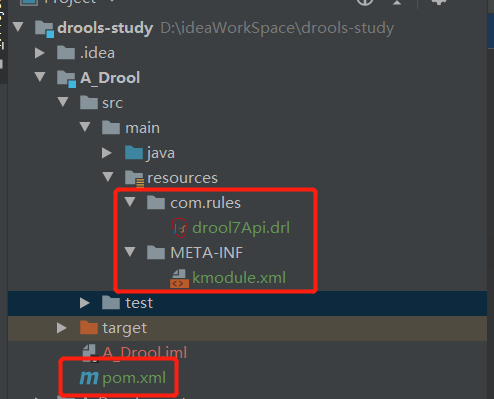 Project
drools-study D:\ideaWorkSpace\drools-study
.idea
A_Drool
src
main
java
resources
com.rules
drool7Api.drl
META-INF
kmodule.xml
test
target
A_Drool.iml
pom.xml